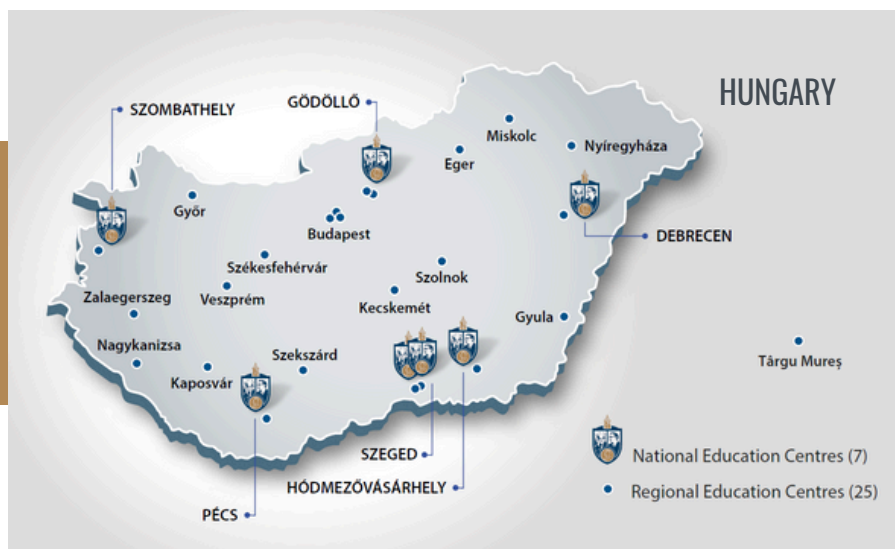 HUNGARY
SZOMBATHELY
GÖDÖLLŐ
Miskolc
Eger
Nyíregyháza
Győr
Budapest
DEBRECEN
Székesfehérvár
Szolnok
Veszprém
Kecskemét
Zalaegerszeg
Gyula
Nagykanizsa
Szekszárd
Kaposvár
Târgu Mureș
SZEGED
National Education Centres (7)
HÓDMEZŐVÁSÁRHELY
Regional Education Centres (25)
PÉCS